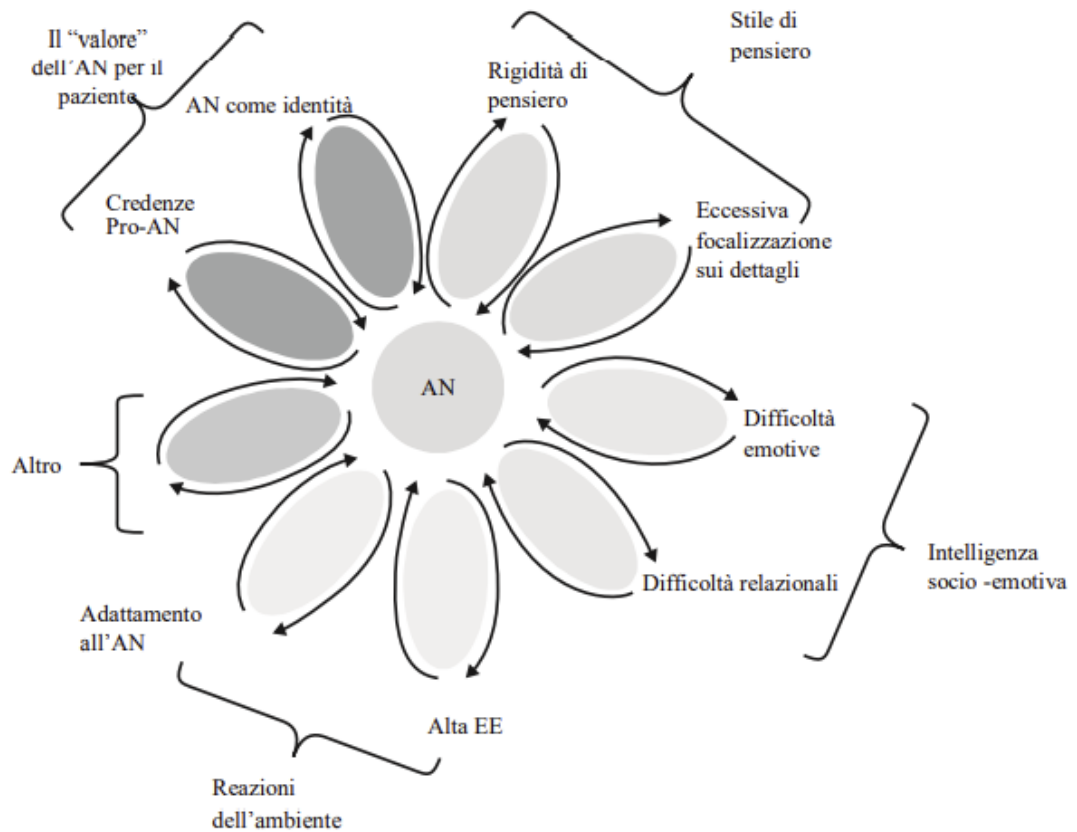 Il “valore”
dell´AN per il
paziente
AN come identità
Credenze
Pro-AN
Altro
Adattamento
all’AN
Reazioni
dell’ambiente
Alta EE
AN
Rigidità di
pensiero
Stile di
pensiero
Eccessiva
focalizzazione
sui dettagli
Difficoltà
emotive
Difficoltà relazionali
Intelligenza
socio -emotiva